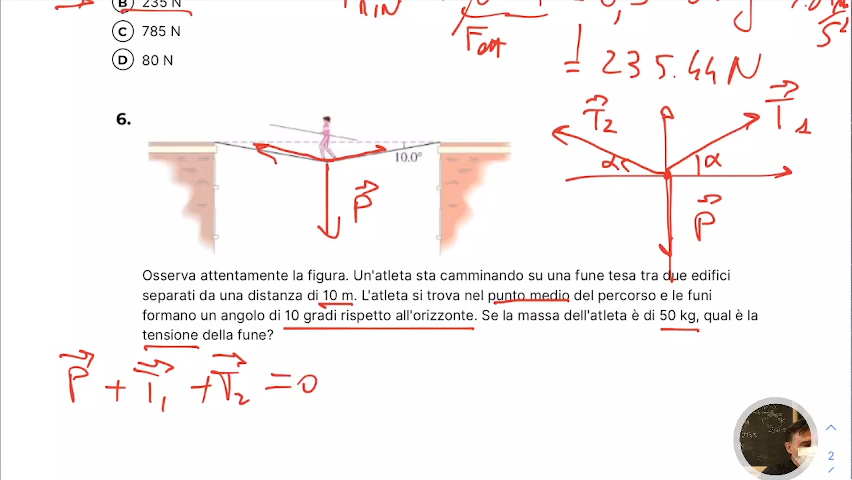 B 235 N
C 785 N
D 80 N
= 235.44 N
6.
10.0°
P
T2
T1
α
α
P
Osserva attentamente la figura. Un'atleta sta camminando su una fune tesa tra due edifici
separati da una distanza di 10 m. L'atleta si trova nel punto medio del percorso e le funi
formano un angolo di 10 gradi rispetto all'orizzonte. Se la massa dell'atleta è di 50 kg, qual è la
tensione della fune?
P + T1 + T2 = 0
2